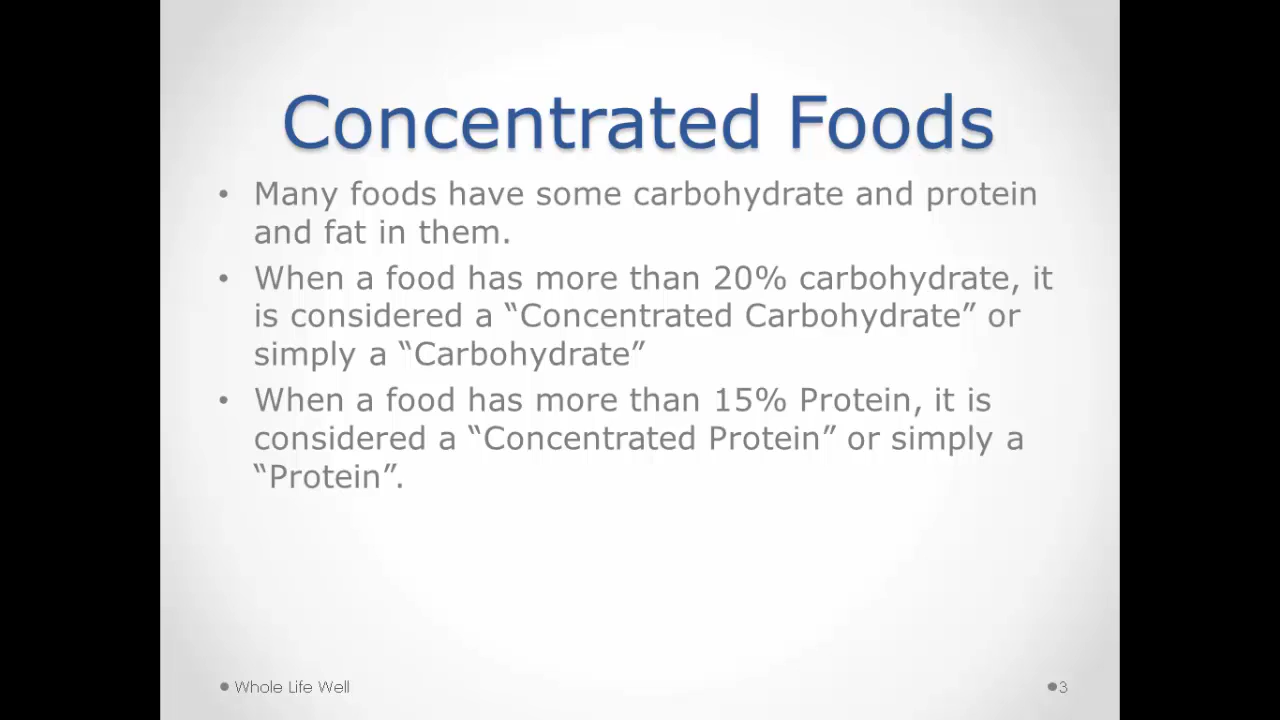 Concentrated Foods
• Many foods have some carbohydrate and protein
and fat in them.
• When a food has more than 20% carbohydrate, it
is considered a “Concentrated Carbohydrate” or
simply a “Carbohydrate”
• When a food has more than 15% Protein, it is
considered a “Concentrated Protein” or simply a
“Protein”.
● Whole Life Well
● 3